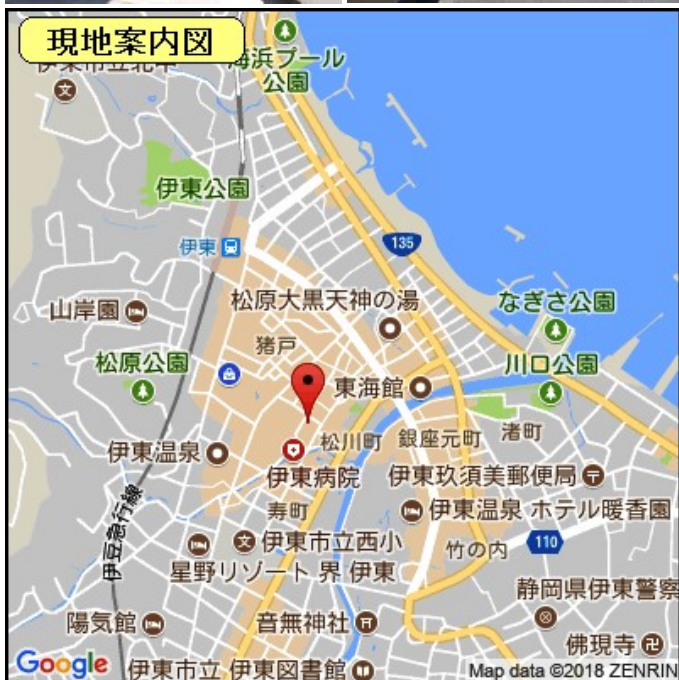 現地案内図
伊東市立北中
海浜プール
公園
伊東公園
伊東
135
山岸園
松原大黒天神の湯
なぎさ公園
猪戸
松原公園
川口公園
東海館
松川町
銀座元町
渚町
伊東温泉
伊東病院
伊東玖須美郵便局
寿町
伊東温泉 ホテル暖香園
伊豆急行線
伊東市立西小
竹の内
110
星野リゾート 界 伊東
静岡県伊東警察
陽気館
音無神社
佛現寺
Google
伊東市立 伊東図書館
Map data ©2018 ZENRIN